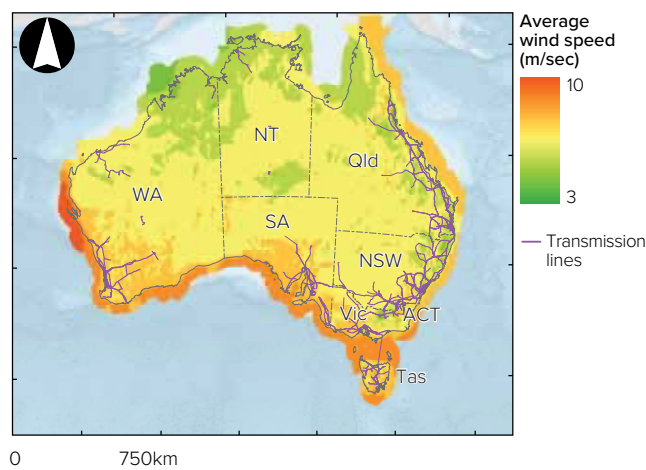 Average
wind speed
(m/sec)
10
3
Transmission
lines
NT
Qld
WA
SA
NSW
Vic
ACT
Tas
0
750km